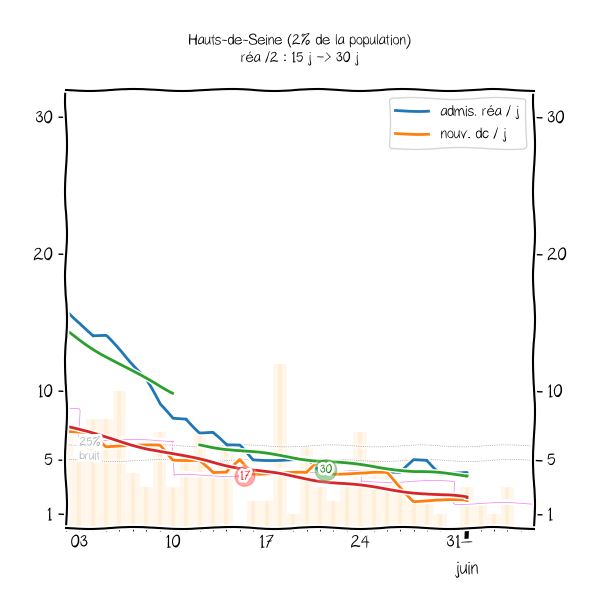 Hauts-de-Seine (2% de la population)
réa /2 : 15 j -> 30 j
admis. réa / j
nouv. dc / j
30
30
20
20
10
10
25%
bruit
5
5
17
30
1
1
03 10 17 24 31
juin